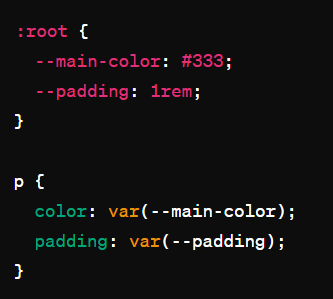 :root {
  --main-color: #333;
  --padding: 1rem;
}

p {
  color: var(--main-color);
  padding: var(--padding);
}